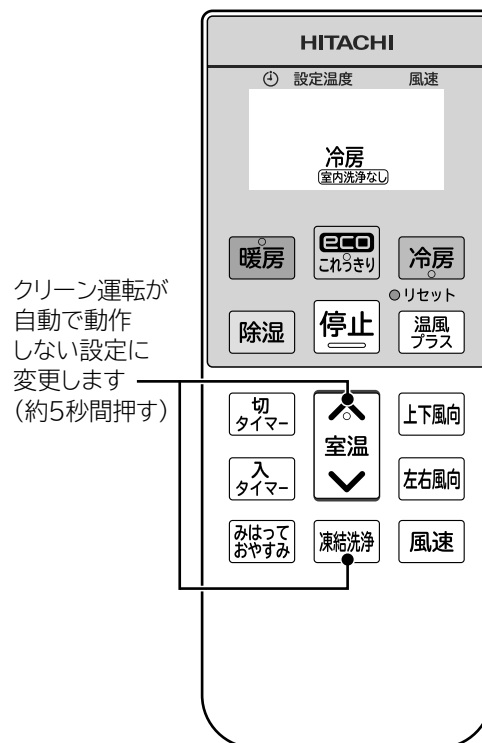 HITACHI
設定温度 風速
冷房
室内洗浄なし
暖房
eco
これっきり
冷房
リセット
除湿
停止
温風
プラス
クリーン運転が
自動で動作
しない設定に
変更します
(約5秒間押す)
切
タイマー
室温
上下風向
入
タイマー
左右風向
みはって
おやすみ
凍結洗浄
風速